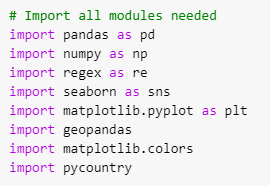 # Import all modules needed
import pandas as pd
import numpy as np
import regex as re
import seaborn as sns
import matplotlib.pyplot as plt
import geopandas
import matplotlib.colors
import pycountry